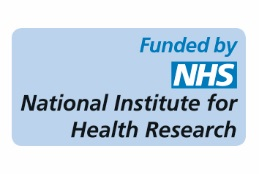 Funded by
NHS
National Institute for
Health Research